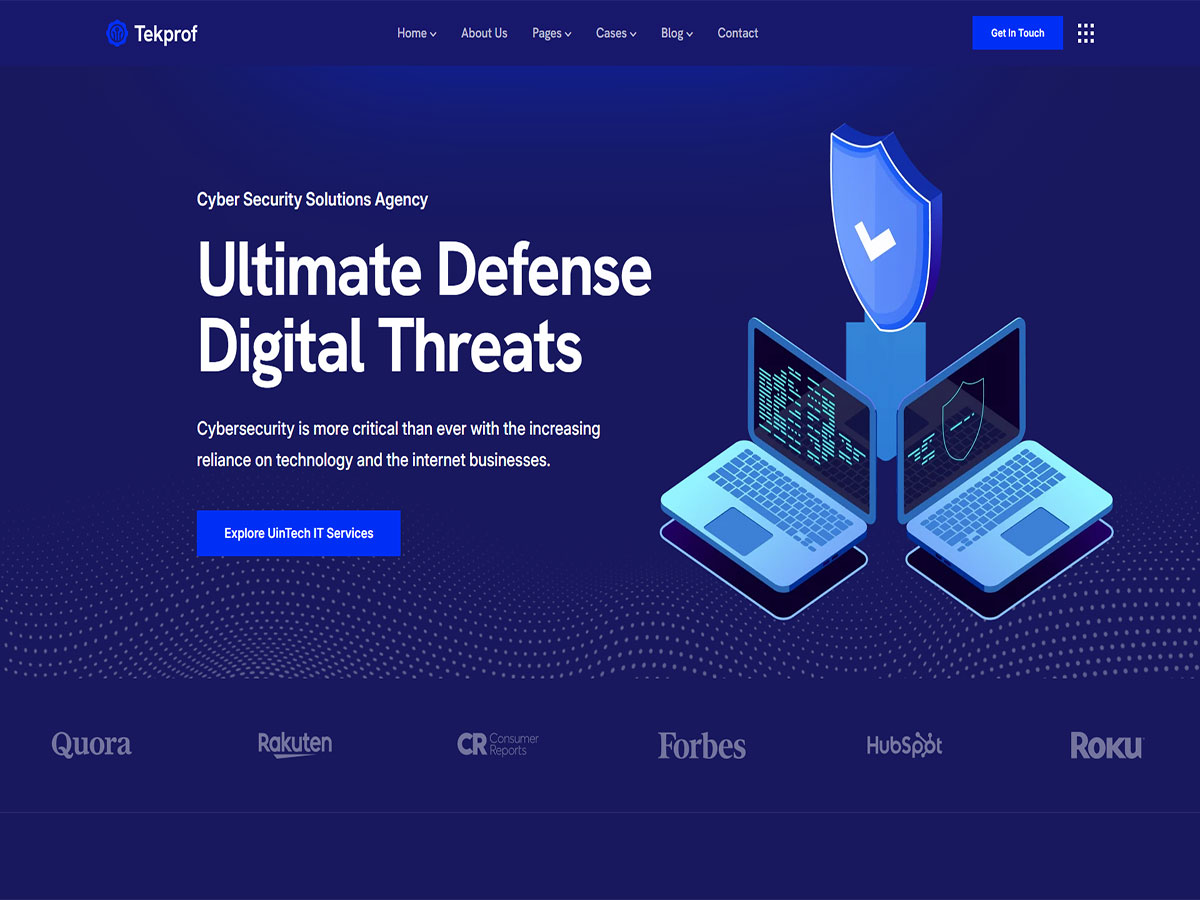 Tekprof
Home
About Us
Pages
Cases
Blog
Contact
Get In Touch
Cyber Security Solutions Agency
Ultimate Defense
Digital Threats
Cybersecurity is more critical than ever with the increasing
reliance on technology and the internet businesses.
Explore UinTech IT Services
Quora
Rakuten
CR Consumer
Reports
Forbes
HubSpot
ROKU